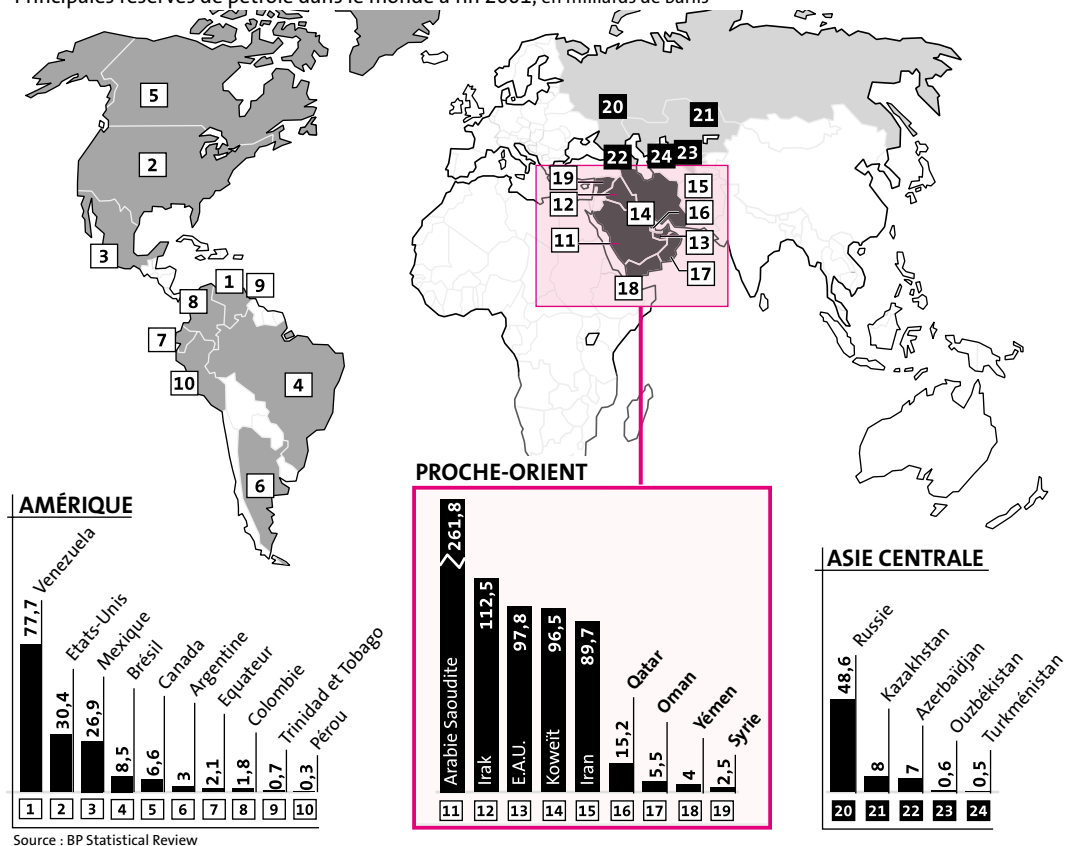 Principales réserves de pétrole dans le monde à fin 2001, en milliards de barils
5
2
3
1
9
8
7
10
4
6
20
21
22
24
23
19
12
11
14
15
16
13
17
18
AMÉRIQUE
77,7 Venezuela
30,4 Etats-Unis
26,9 Mexique
8,5 Brésil
6,6 Canada
3 Argentine
2,1 Equateur
1,8 Colombie
0,7 Trinidad et Tobago
0,3 Pérou
1 2 3 4 5 6 7 8 9 10
PROCHE-ORIENT
Arabie Saoudite 261,8
Irak 112,5
E.A.U. 97,8
Koweït 96,5
Iran 89,7
15,2 Qatar
5,5 Oman
4 Yémen
2,5 Syrie
11 12 13 14 15 16 17 18 19
ASIE CENTRALE
48,6 Russie
8 Kazakhstan
7 Azerbaïdjan
0,6 Ouzbékistan
0,5 Turkménistan
20 21 22 23 24
Source : BP Statistical Review